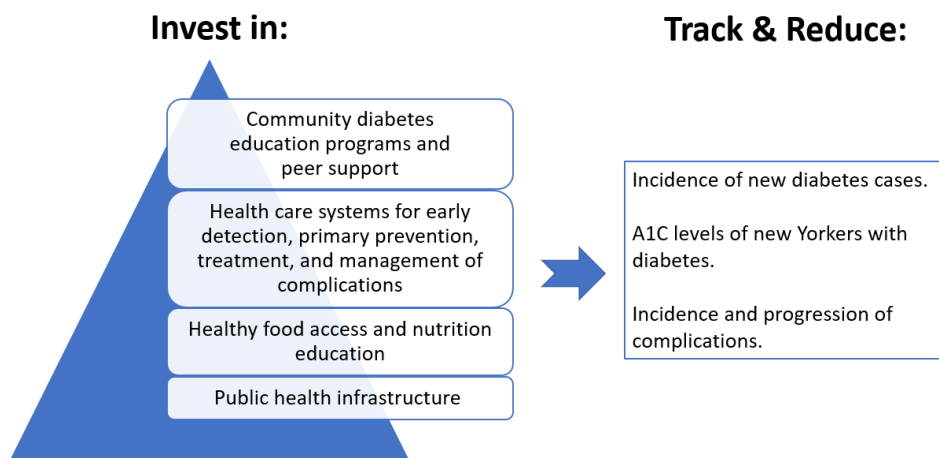 Invest in:
Track & Reduce:
Community diabetes
education programs and
peer support
Health care systems for early
detection, primary prevention,
treatment, and management of
complications
Healthy food access and nutrition
education
Public health infrastructure
Incidence of new diabetes cases.
A1C levels of new Yorkers with
diabetes.
Incidence and progression of
complications.